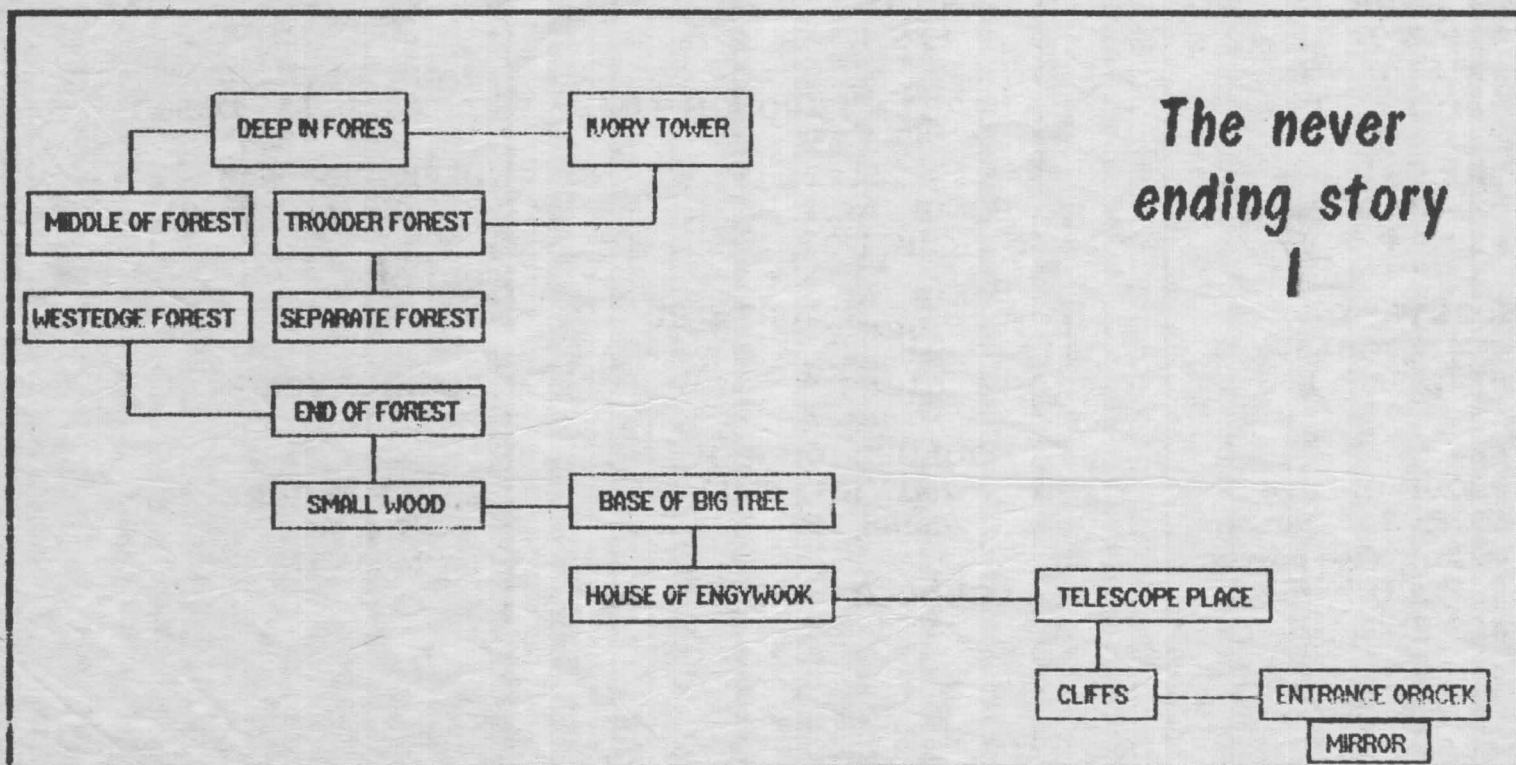 The never
ending story
I
DEEP IN FORES
IVORY TOWER
MIDDLE OF FOREST
TROODER FOREST
WESTEDGE FOREST
SEPARATE FOREST
END OF FOREST
SMALL WOOD
BASE OF BIG TREE
HOUSE OF ENGYWOOK
TELESCOPE PLACE
CLIFFS
ENTRANCE ORACEK
MIRROR